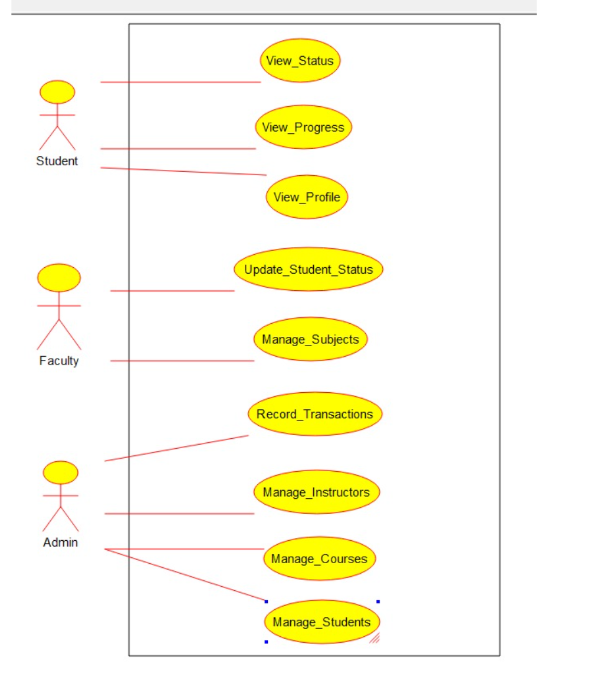 View_Status
Student
View_Progress
View_Profile
Faculty
Update_Student_Status
Manage_Subjects
Admin
Record_Transactions
Manage_Instructors
Manage_Courses
Manage_Students